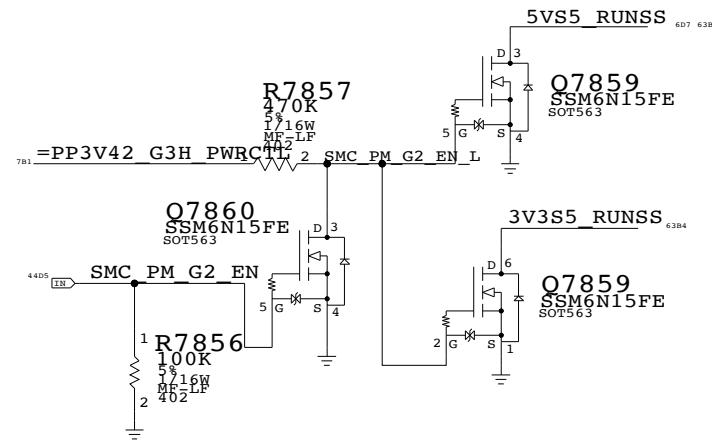 5VS5_RUNSS
6D7 63B
D 3
Q7859
SSM6N15FE
SOT563
5 G S 4
R7857
470K
5%
1/16W
MF-LF
402
7B1 =PP3V42_G3H_PWRCTL 1 2 SMC_PM_G2_EN_L
Q7860
SSM6N15FE
SOT563
D 3
5 G S 4
3V3S5_RUNSS
63B4
D 6
Q7859
SSM6N15FE
SOT563
2 G S 1
44D5 IN SMC_PM_G2_EN
1
R7856
100K
5%
1/16W
MF-LF
402
2